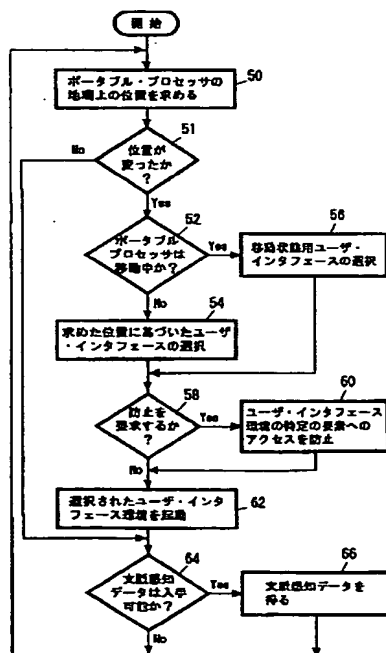 開始
ポータブル・プロセッサの
地球上の位置を求める
50
51
位置が
変ったか
?
No
Yes
52
ポータブル
プロセッサは
移動中か?
Yes
56
移動状態用ユーザ・
インタフェースの選択
No
54
求めた位置に基づいたユーザ
・インタフェースの選択
58
防止を
要求するか
?
Yes
60
ユーザ・インタフェース
環境の特定の要素への
アクセスを防止
No
選択されたユーザ・インタ
フェース環境を起動
62
64
文脈感知
データは入手
可能か?
Yes
66
文脈感知データを
得る
No